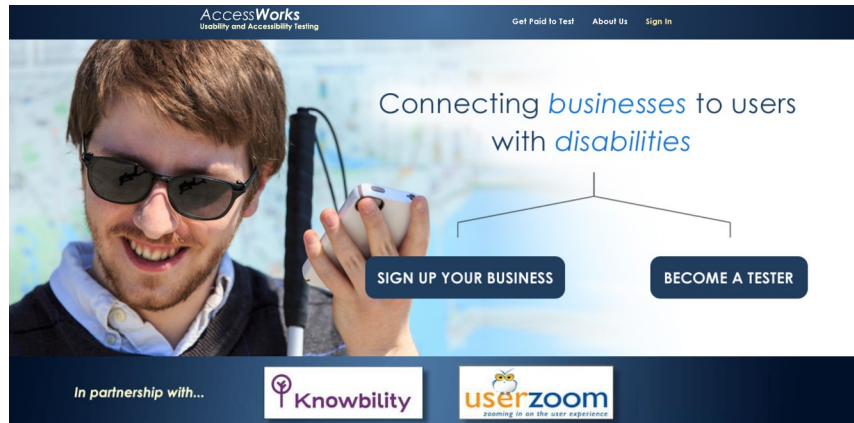 AccessWorks
Usability and Accessibility Testing
Get Paid to Test About Us Sign In
Connecting businesses to users
with disabilities
SIGN UP YOUR BUSINESS
BECOME A TESTER
In partnership with...
Knowbility
userzoom
zooming in on the user experience